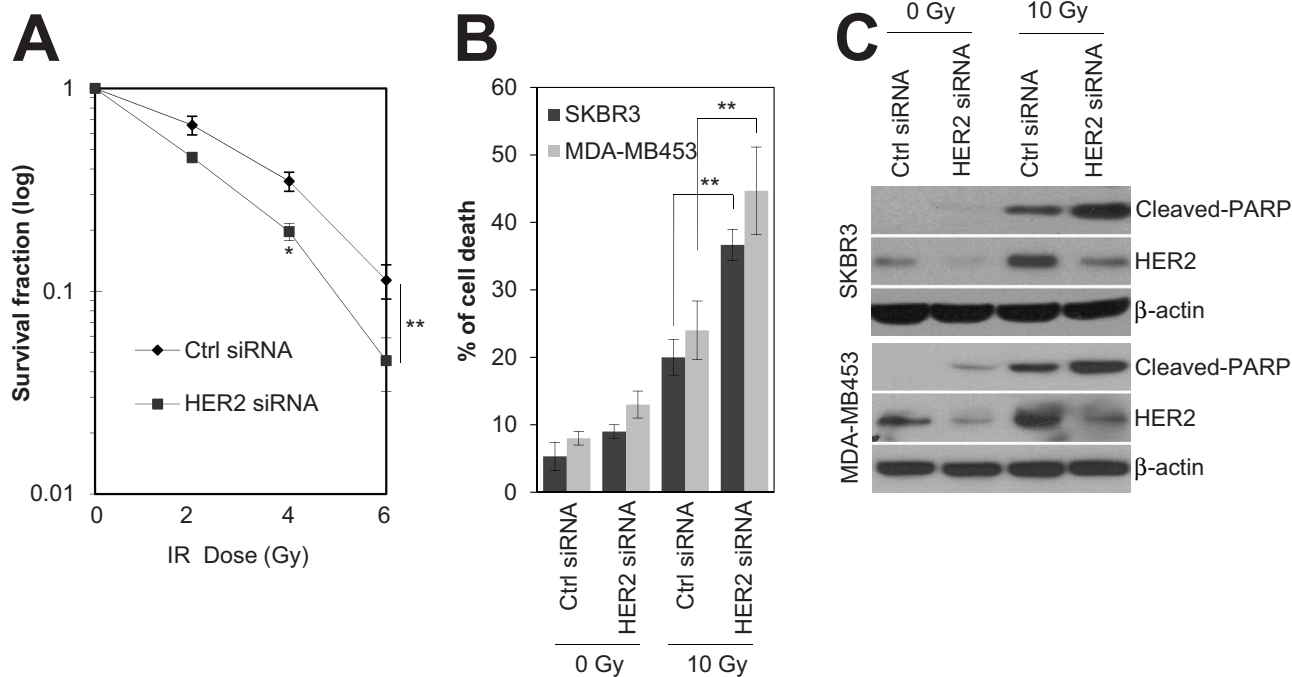 A
1
0.1
0.01
Survival fraction (log)
0 2 4 6
IR Dose (Gy)
Ctrl siRNA
HER2 siRNA
*
**
B
60
50
40
30
20
10
0
% of cell death
SKBR3
MDA-MB453
**
**
Ctrl siRNA
HER2 siRNA
Ctrl siRNA
HER2 siRNA
0 Gy
10 Gy
C
0 Gy
10 Gy
Ctrl siRNA
HER2 siRNA
Ctrl siRNA
HER2 siRNA
SKBR3
Cleaved-PARP
HER2
β-actin
MDA-MB453
Cleaved-PARP
HER2
β-actin